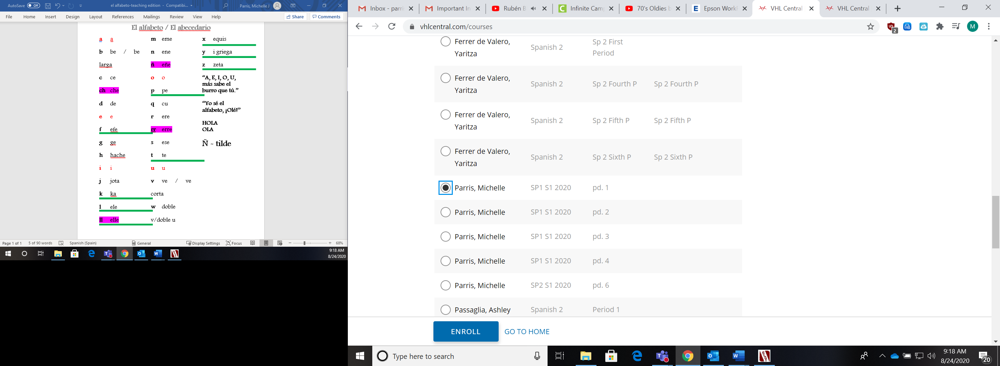 AutoSave Off el alfabeto-teaching edition - Compatibi... Parris, Michelle J
File Home Insert Design Layout References Mailings Review View Help Share Comments
El alfabeto / El abecedario
a a
b be / be
larga
c ce
ch che
d de
e e
f efe
g ge
h hache
i i
j jota
k ka
l ele
ll elle
m eme
n ene
ñ eñe
o o
p pe
q cu
r ere
rr erre
s ese
t te
u u
v ve / ve
corta
w doble
v/doble u
x equis
y i griega
z zeta
“A, E, I, O, U,
más sabe el
burro que tú.”
“Yo sé el
alfabeto, ¡Olé!”
HOLA
OLA
Ñ ~ tilde
Page 1 of 1 5 of 90 words Spanish (Spain) General Display Settings Focus 68%
9:18 AM
8/24/2020
Inbox - parri Important In Rubén B Infinite Camp 70's Oldies b Epson WorkF VHL Central VHL Central
vhlcentral.com/courses
2
M
Ferrer de Valero, Yaritza Spanish 2 Sp 2 First Period
Ferrer de Valero, Yaritza Spanish 2 Sp 2 Fourth P Sp 2 Fourth P
Ferrer de Valero, Yaritza Spanish 2 Sp 2 Fifth P Sp 2 Fifth P
Ferrer de Valero, Yaritza Spanish 2 Sp 2 Sixth P Sp 2 Sixth P
Parris, Michelle SP1 S1 2020 pd. 1
Parris, Michelle SP1 S1 2020 pd. 2
Parris, Michelle SP1 S1 2020 pd. 3
Parris, Michelle SP1 S1 2020 pd. 4
Parris, Michelle SP2 S1 2020 pd. 6
Passaglia, Ashley Spanish 2 Period 1
ENROLL GO TO HOME
Type here to search
9:18 AM
8/24/2020
20